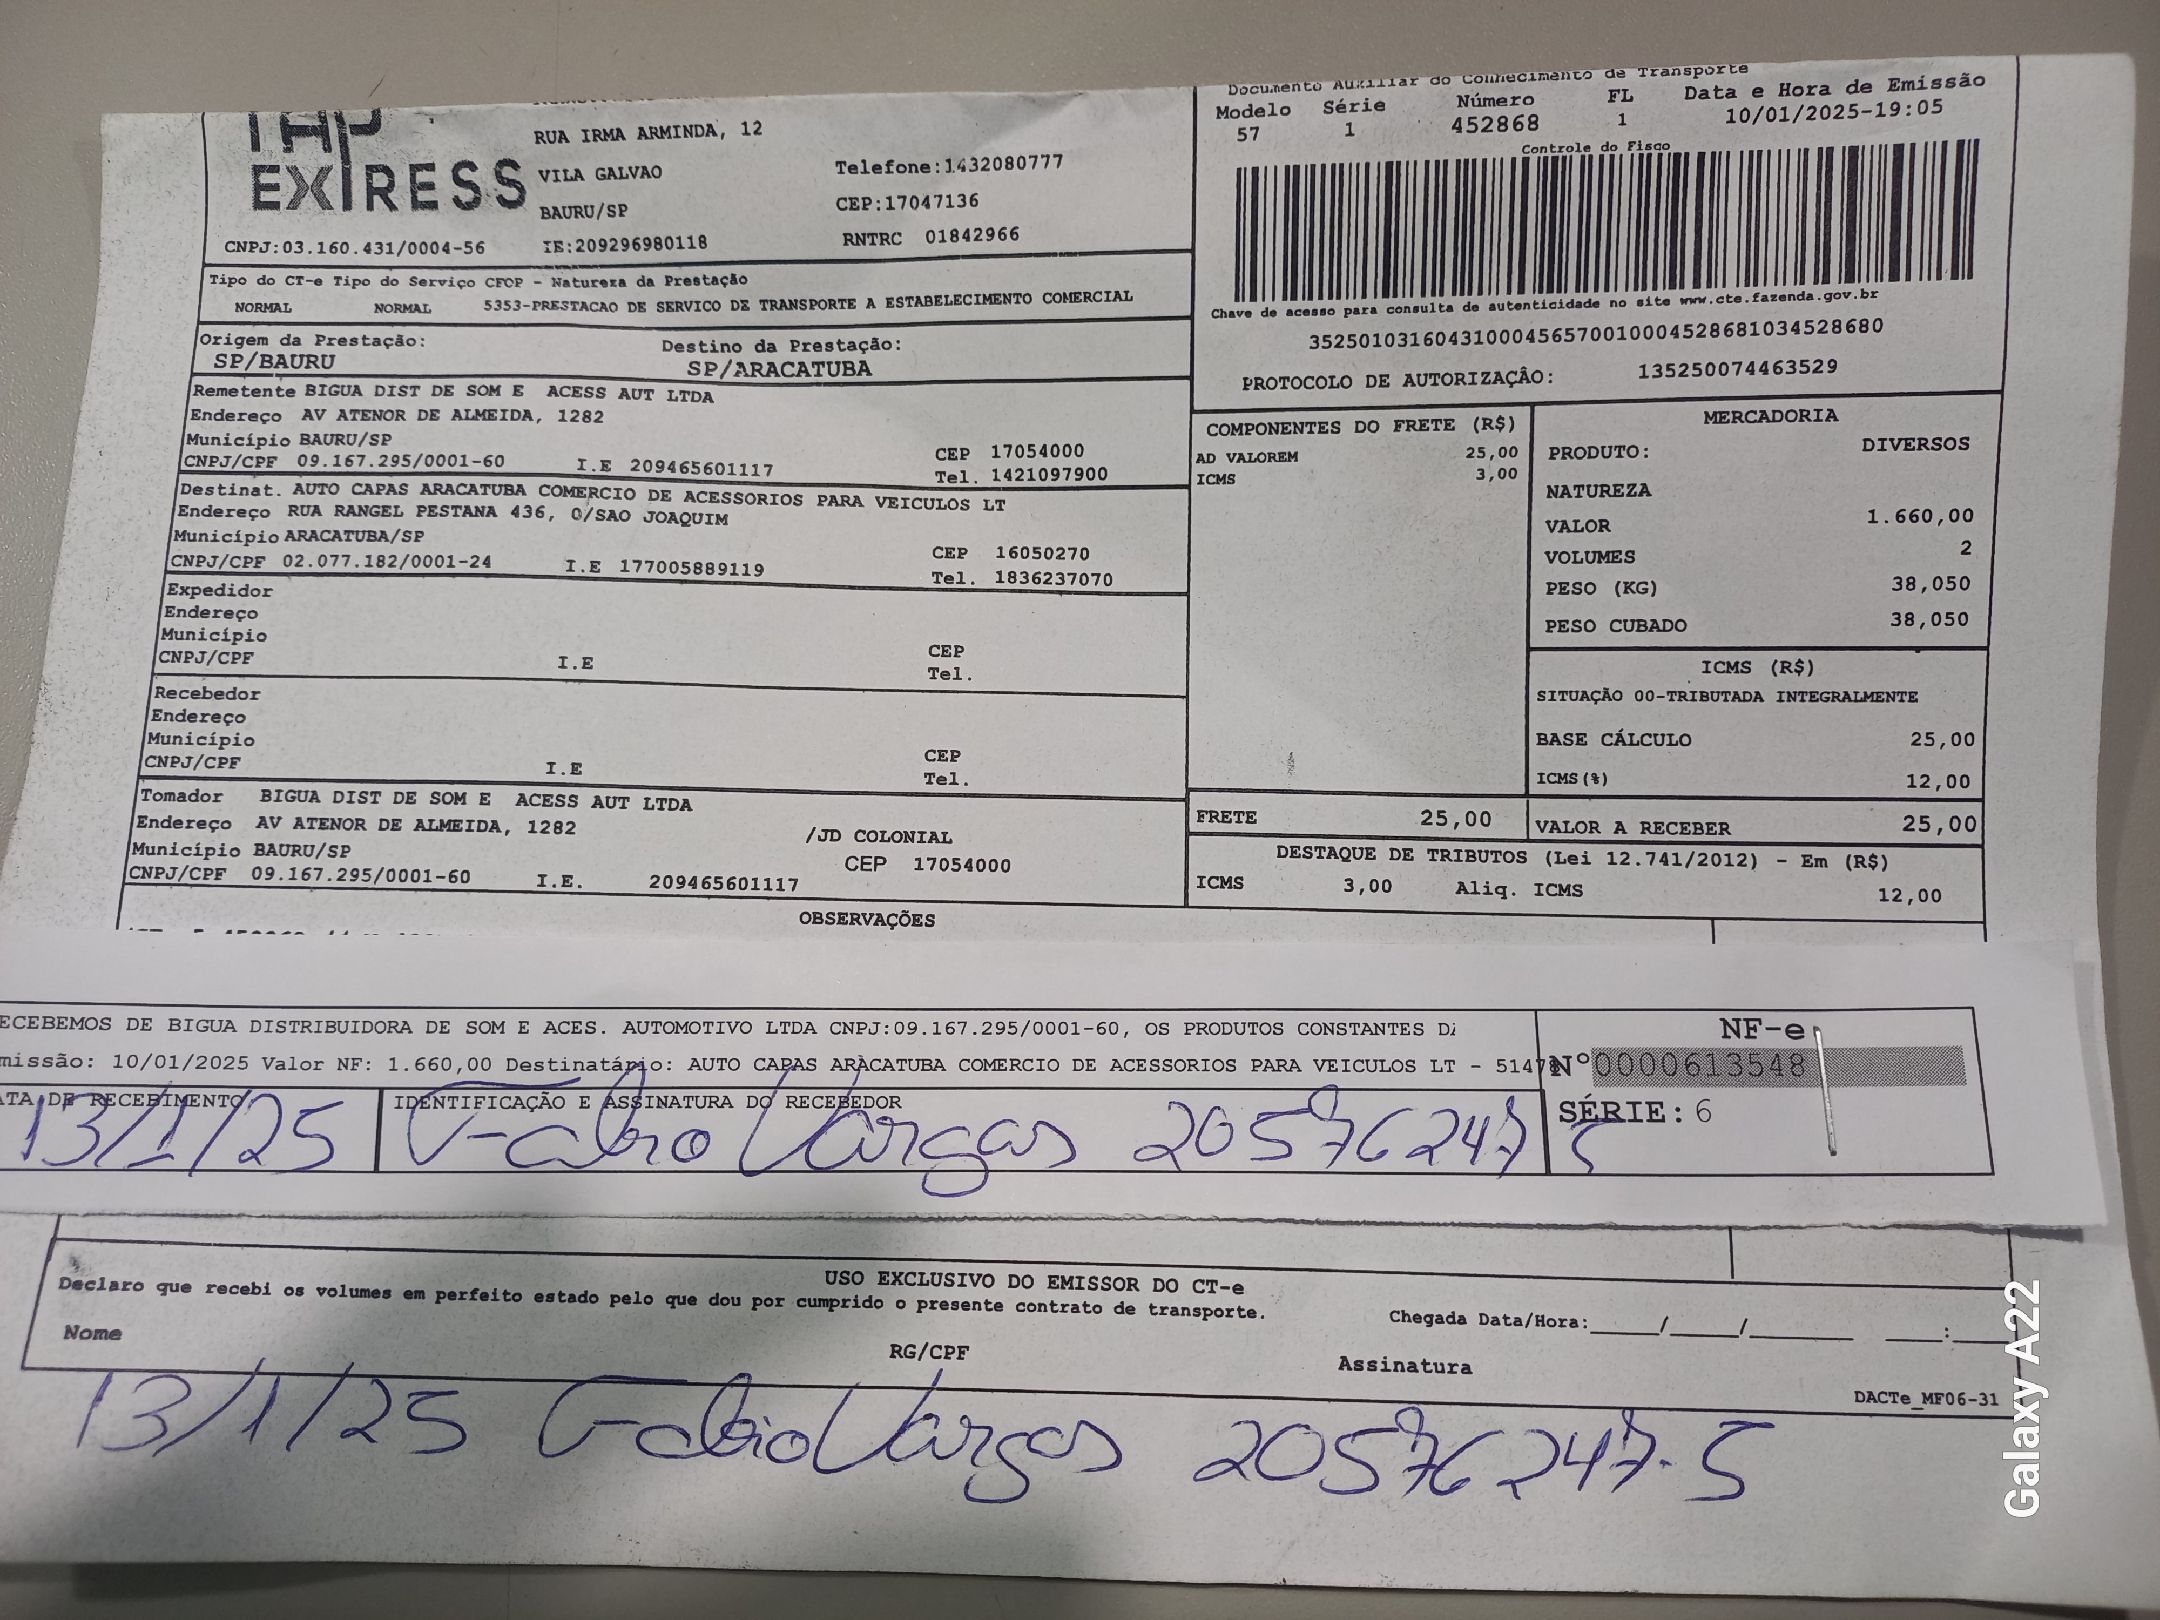 EXPRESS
RUA IRMA ARMINDA, 12
VILA GALVAO
Telefone:1432080777
BAURU/SP
CEP:17047136
CNPJ:03.160.431/0004-56 IE:209296980118
RNTRC 01842966
Documento Auxiliar do Conhecimento de Transporte
Modelo Série Número FL Data e Hora de Emissão
57 1 452868 1 10/01/2025-19:05
Controle do Fisco
Chave de acesso para consulta de autenticidade no site www.cte.fazenda.gov.br
35250103160431000456570010004528681034528680
PROTOCOLO DE AUTORIZAÇÂO: 135250074463529
Tipo do CT-e Tipo do Serviço CFOP - Natureza da Prestação
NORMAL NORMAL 5353-PRESTACAO DE SERVICO DE TRANSPORTE A ESTABELECIMENTO COMERCIAL
Origem da Prestação: Destino da Prestação:
SP/BAURU SP/ARACATUBA
Remetente BIGUA DIST DE SOM E ACESS AUT LTDA
Endereço AV ATENOR DE ALMEIDA, 1282
Município BAURU/SP CEP 17054000
CNPJ/CPF 09.167.295/0001-60 I.E 209465601117 Tel. 1421097900
Destinat. AUTO CAPAS ARACATUBA COMERCIO DE ACESSORIOS PARA VEICULOS LT
Endereço RUA RANGEL PESTANA 436, 0/SAO JOAQUIM
Município ARACATUBA/SP CEP 16050270
CNPJ/CPF 02.077.182/0001-24 I.E 177005889119 Tel. 1836237070
Expedidor
Endereço
Município CEP
CNPJ/CPF I.E Tel.
Recebedor
Endereço
Município CEP
CNPJ/CPF I.E Tel.
Tomador BIGUA DIST DE SOM E ACESS AUT LTDA
Endereço AV ATENOR DE ALMEIDA, 1282 /JD COLONIAL
Município BAURU/SP CEP 17054000
CNPJ/CPF 09.167.295/0001-60 I.E. 209465601117
COMPONENTES DO FRETE (R$)
AD VALOREM 25,00
ICMS 3,00
MERCADORIA
PRODUTO: DIVERSOS
NATUREZA
VALOR 1.660,00
VOLUMES 2
PESO (KG) 38,050
PESO CUBADO 38,050
ICMS (R$)
SITUAÇÃO 00-TRIBUTADA INTEGRALMENTE
BASE CÁLCULO 25,00
ICMS(%) 12,00
FRETE 25,00 VALOR A RECEBER 25,00
DESTAQUE DE TRIBUTOS (Lei 12.741/2012) - Em (R$)
ICMS 3,00 Aliq. ICMS 12,00
OBSERVAÇÕES
ECEBEMOS DE BIGUA DISTRIBUIDORA DE SOM E ACES. AUTOMOTIVO LTDA CNPJ:09.167.295/0001-60, OS PRODUTOS CONSTANTES DA
missão: 10/01/2025 Valor NF: 1.660,00 Destinatário: AUTO CAPAS ARACATUBA COMERCIO DE ACESSORIOS PARA VEICULOS LT - 51478
NF-e
Nº0000613548
SÉRIE: 6
ATA DE RECEBIMENTO IDENTIFICAÇÃO E ASSINATURA DO RECEBEDOR
13/1/25 Fabio Vargas 20576247 5
USO EXCLUSIVO DO EMISSOR DO CT-e
Declaro que recebi os volumes em perfeito estado pelo que dou por cumprido o presente contrato de transporte.
Chegada Data/Hora:____/____/______ ___:____
Nome RG/CPF Assinatura
DACTe_MF06-31
13/1/25 Fabio Vargas 20576247-5
Galaxy A22